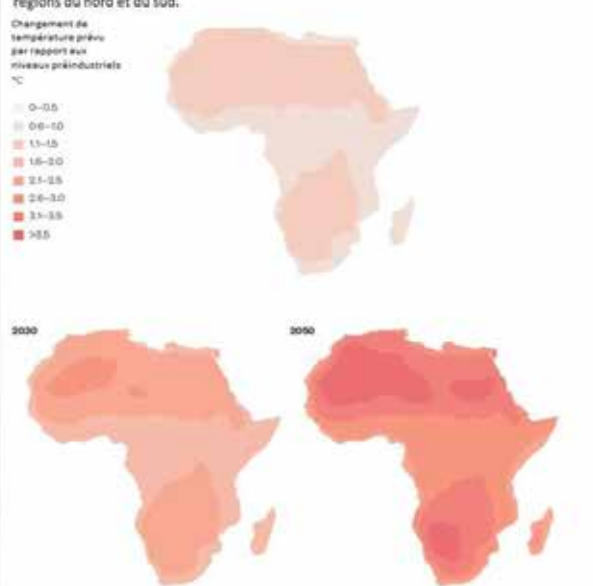 régions du nord et du sud.
Changement de
température prévu
par rapport aux
niveaux préindustriels
°C
0–0.5
0.6–1.0
1.1–1.5
1.6–2.0
2.1–2.5
2.6–3.0
3.1–3.5
>3.5
2030
2050